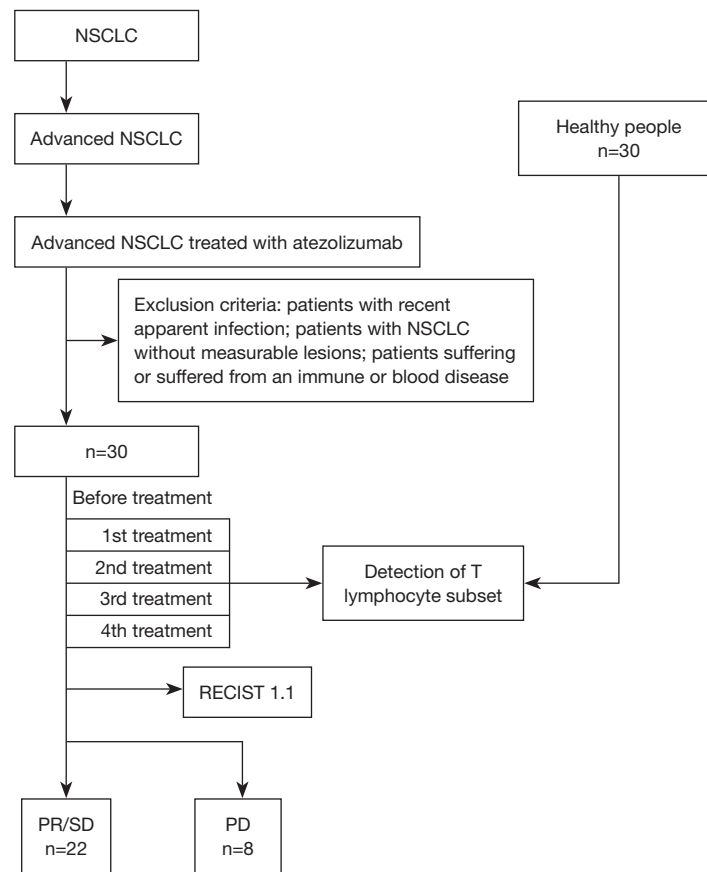 NSCLC
Advanced NSCLC
Healthy people
n=30
Advanced NSCLC treated with atezolizumab
Exclusion criteria: patients with recent
apparent infection; patients with NSCLC
without measurable lesions; patients suffering
or suffered from an immune or blood disease
n=30
Before treatment
1st treatment
2nd treatment
3rd treatment
4th treatment
Detection of T
lymphocyte subset
RECIST 1.1
PR/SD
n=22
PD
n=8